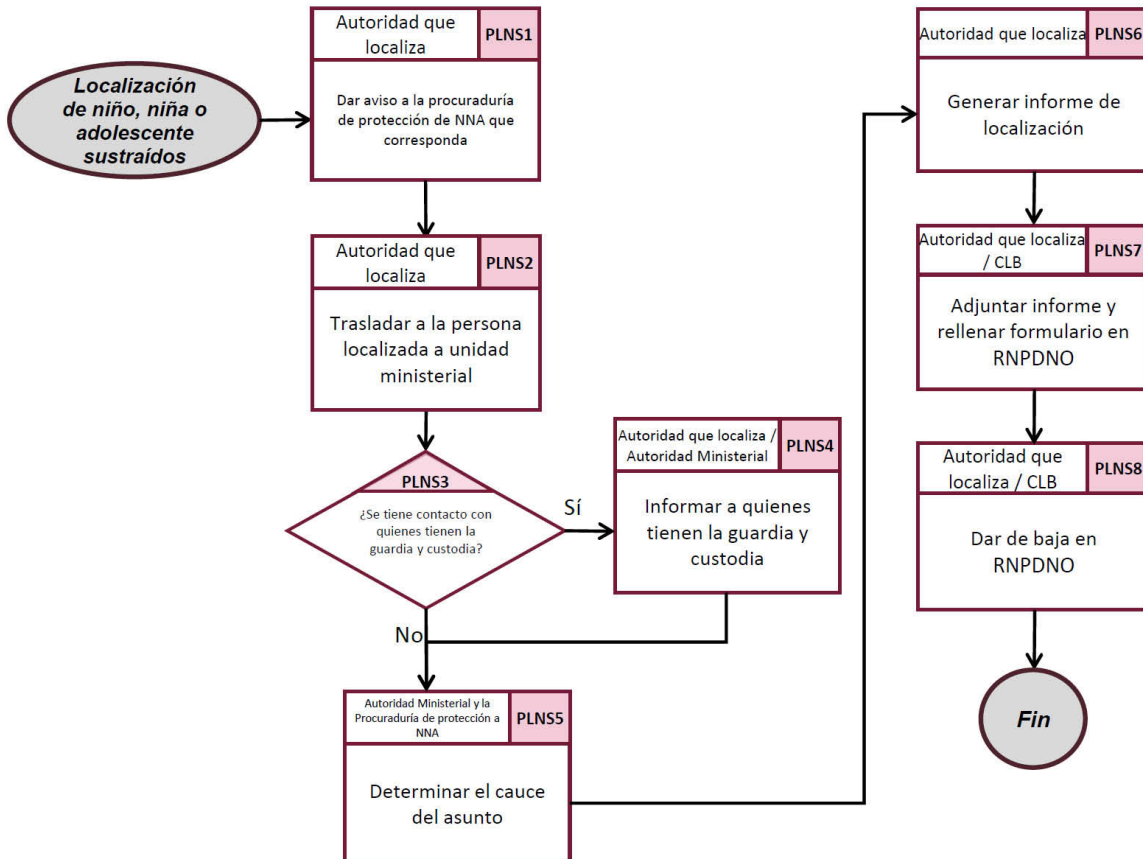 Localización
de niño, niña o
adolescente
sustraídos
Autoridad que
localiza
PLNS1
Dar aviso a la procuraduría
de protección de NNA que
corresponda
Autoridad que
localiza
PLNS2
Trasladar a la persona
localizada a unidad
ministerial
PLNS3
¿Se tiene contacto con
quienes tienen la
guardia y custodia?
Sí
No
Autoridad que localiza /
Autoridad Ministerial
PLNS4
Informar a quienes
tienen la guardia y
custodia
Autoridad Ministerial y la
Procuraduría de protección a
NNA
PLNS5
Determinar el cauce
del asunto
Autoridad que localiza
PLNS6
Generar informe de
localización
Autoridad que localiza
/ CLB
PLNS7
Adjuntar informe y
rellenar formulario en
RNPDNO
Autoridad que
localiza / CLB
PLNS8
Dar de baja en
RNPDNO
Fin